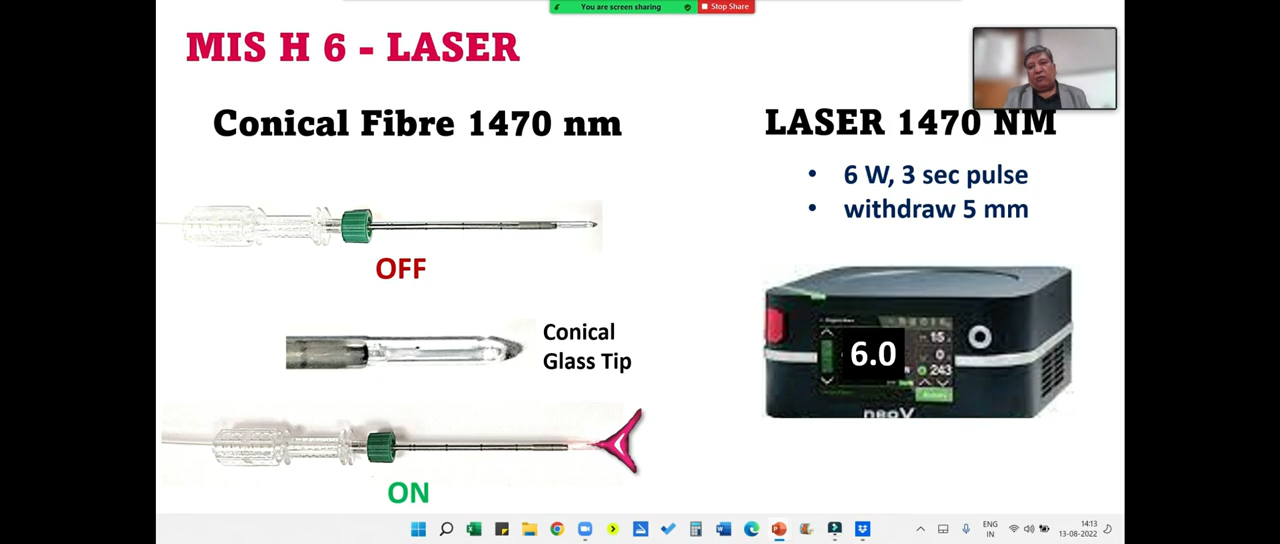 You are screen sharing
Stop Share
MIS H 6 - LASER
Conical Fibre 1470 nm
OFF
Conical
Glass Tip
ON
LASER 1470 NM
• 6 W, 3 sec pulse
• withdraw 5 mm
15
6.0
0
243
neoV
ENG
IN
14:13
13-08-2022